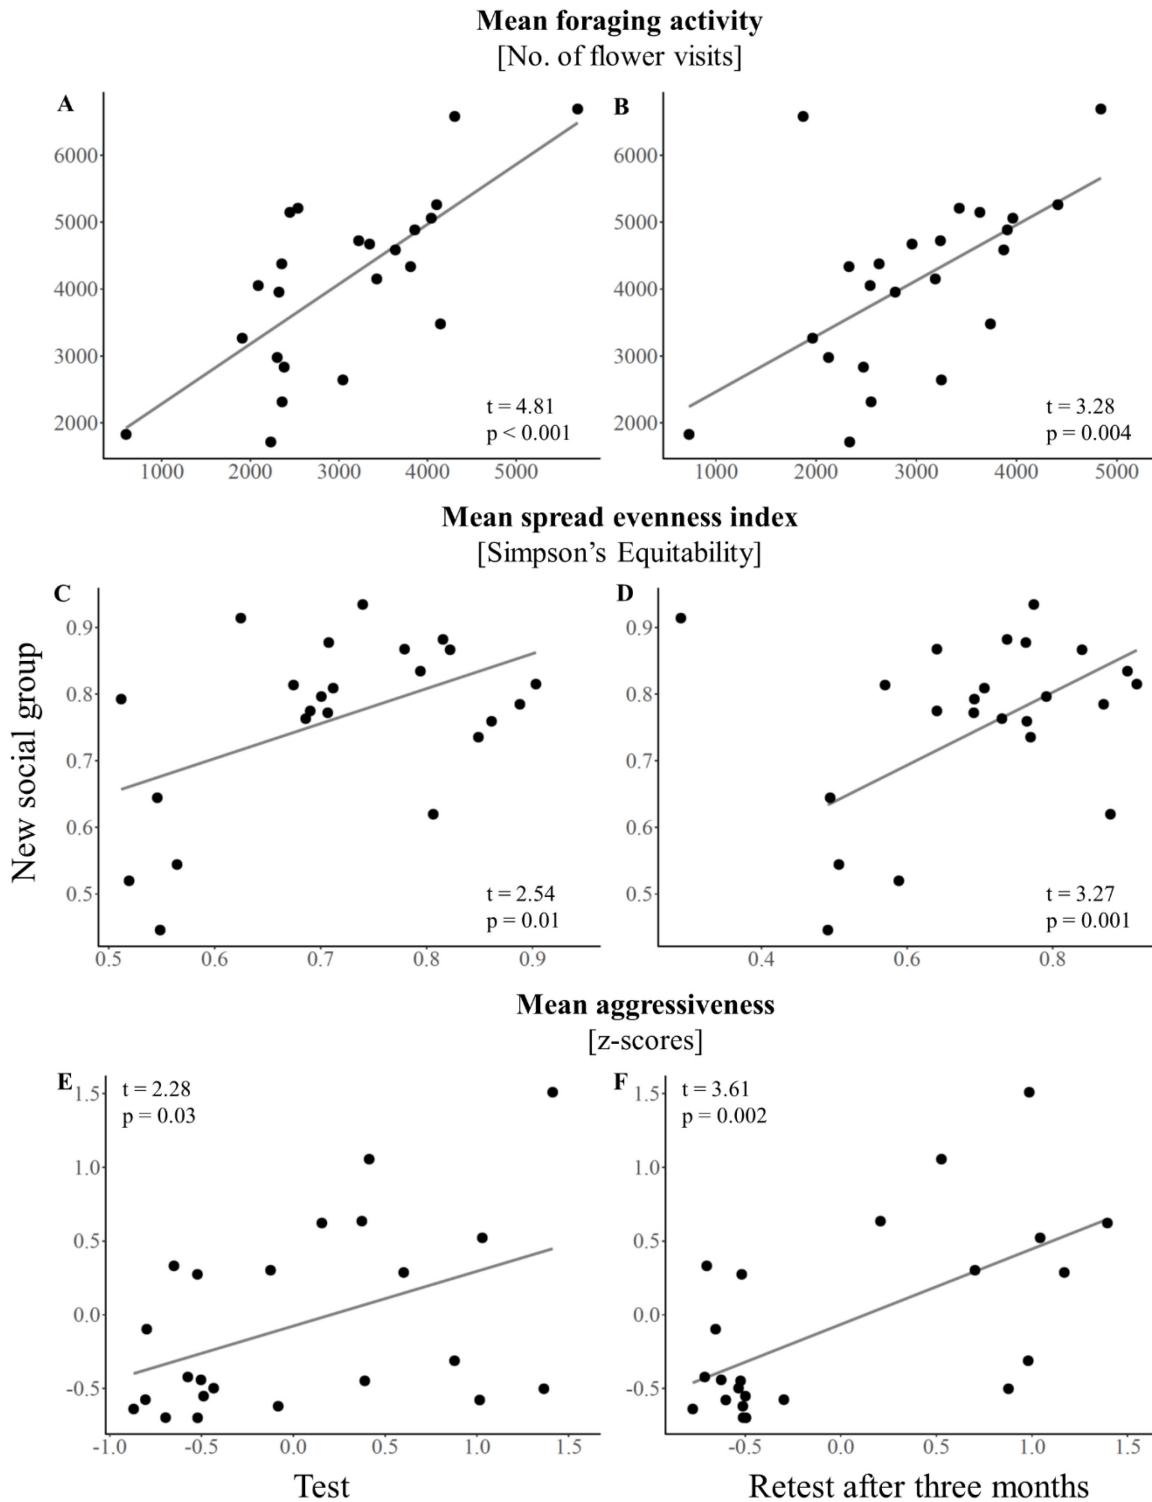 Mean foraging activity
[No. of flower visits]
A
6000
5000
4000
3000
2000
t = 4.81
p < 0.001
1000 2000 3000 4000 5000
B
6000
5000
4000
3000
2000
t = 3.28
p = 0.004
1000 2000 3000 4000 5000
Mean spread evenness index
[Simpson’s Equitability]
New social group
C
0.9
0.8
0.7
0.6
0.5
t = 2.54
p = 0.01
0.5 0.6 0.7 0.8 0.9
D
0.9
0.8
0.7
0.6
0.5
t = 3.27
p = 0.001
0.4 0.6 0.8
Mean aggressiveness
[z-scores]
E
t = 2.28
p = 0.03
1.5
1.0
0.5
0.0
-0.5
-1.0 -0.5 0.0 0.5 1.0 1.5
Test
F
t = 3.61
p = 0.002
1.5
1.0
0.5
0.0
-0.5
-0.5 0.0 0.5 1.0 1.5
Retest after three months